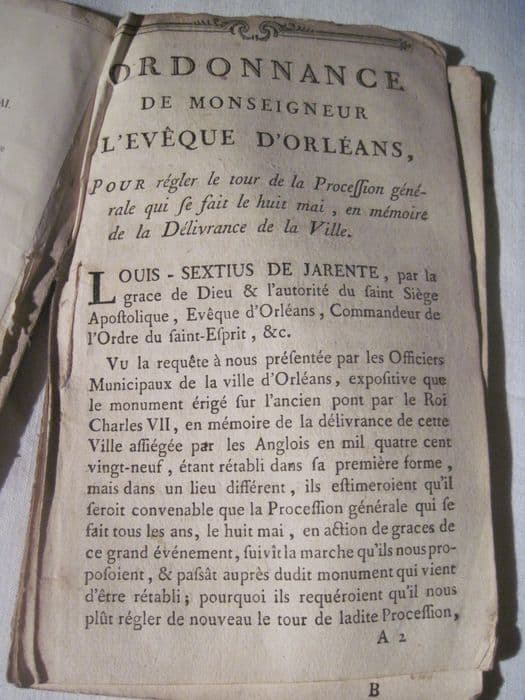 ORDONNANCE
DE MONSEIGNEUR
L'EVÊQUE D'ORLÉANS,
POUR régler le tour de la Proceſſion géné-
rale qui ſe fait le huit mai, en mémoire
de la Délivrance de la Ville.
LOUIS-SEXTIUS DE JARENTE, par la
grace de Dieu & l'autorité du ſaint Siège
Apoſtolique, Evêque d'Orléans, Commandeur de
l'Ordre du ſaint-Eſprit, &c.
Vu la requête à nous préſentée par les Officiers
Municipaux de la ville d'Orléans, expoſitive que
le monument érigé ſur l'ancien pont par le Roi
Charles VII, en mémoire de la délivrance de cette
Ville aſſiégée par les Anglois en mil quatre cent
vingt-neuf, étant rétabli dans ſa première forme,
mais dans un lieu différent, ils eſtimeroient qu'il
ſeroit convenable que la Proceſſion générale qui ſe
fait tous les ans, le huit mai, en action de graces de
ce grand événement, ſuivît la marche qu'ils nous pro-
poſoient, & paſsât auprès dudit monument qui vient
d'être rétabli; pourquoi ils requéroient qu'il nous
plût régler de nouveau le tour de ladite Proceſſion,
A 2
B